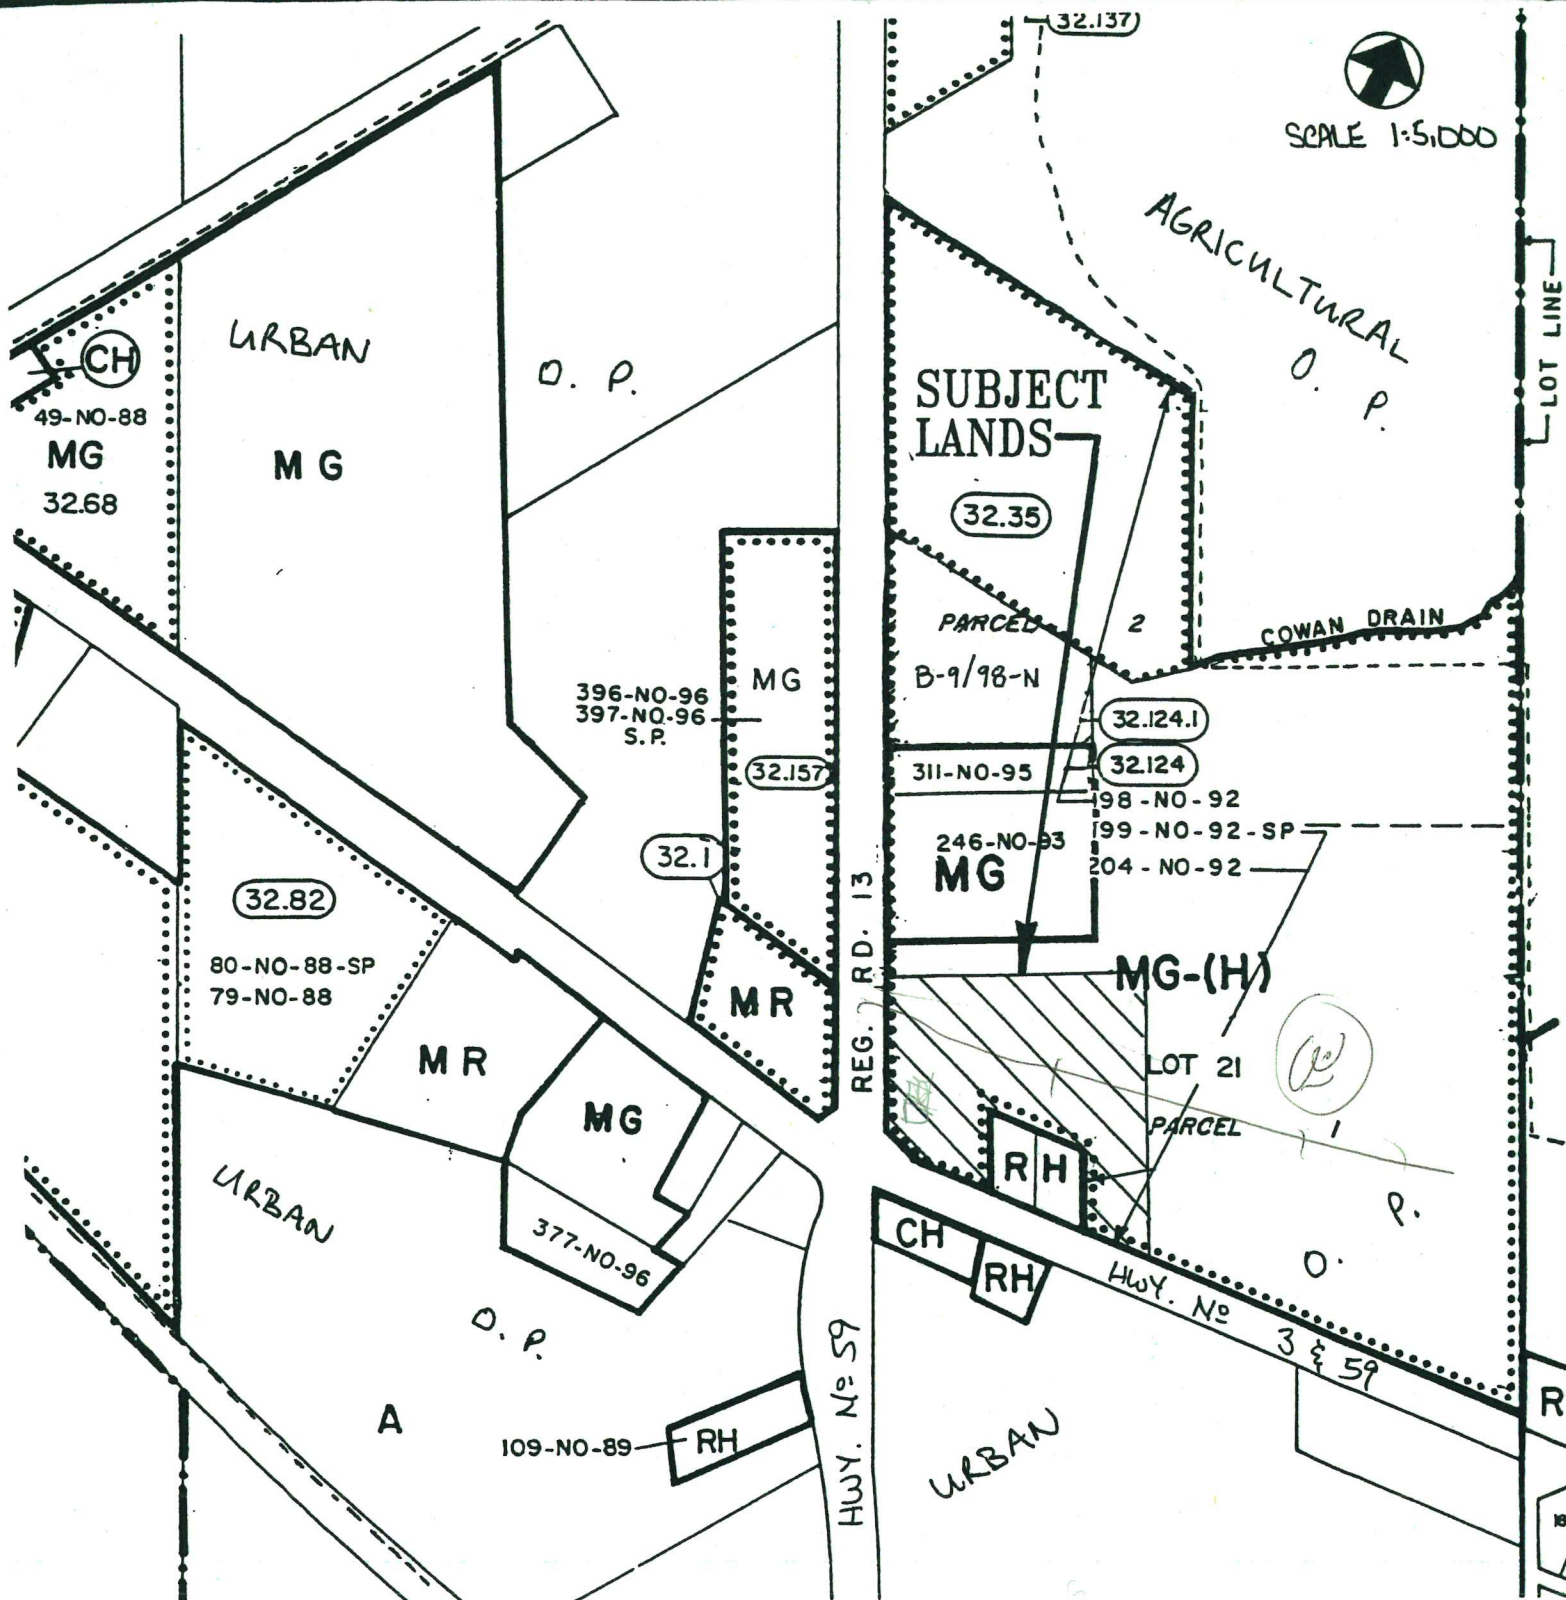 32.137
SCALE 1:5,000
AGRICULTURAL
O. P.
LOT LINE
URBAN
O. P.
CH
49-NO-88
MG
32.68
MG
SUBJECT
LANDS
32.35
PARCEL 2
B-9/98-N
COWAN DRAIN
396-NO-96
397-NO-96
S.P.
MG
32.157
32.124.1
32.124
311-NO-95
98-NO-92
99-NO-92-SP
204-NO-92
246-NO-93
MG
32.1
32.82
80-NO-88-SP
79-NO-88
MR
MR
REG. RD. 13
MG-(H)
LOT 21
PARCEL 1
MG
RH
377-NO-96
URBAN
O. P.
CH
RH
HWY. No 3 & 59
O. P.
A
109-NO-89
RH
HWY. No 59
URBAN
R